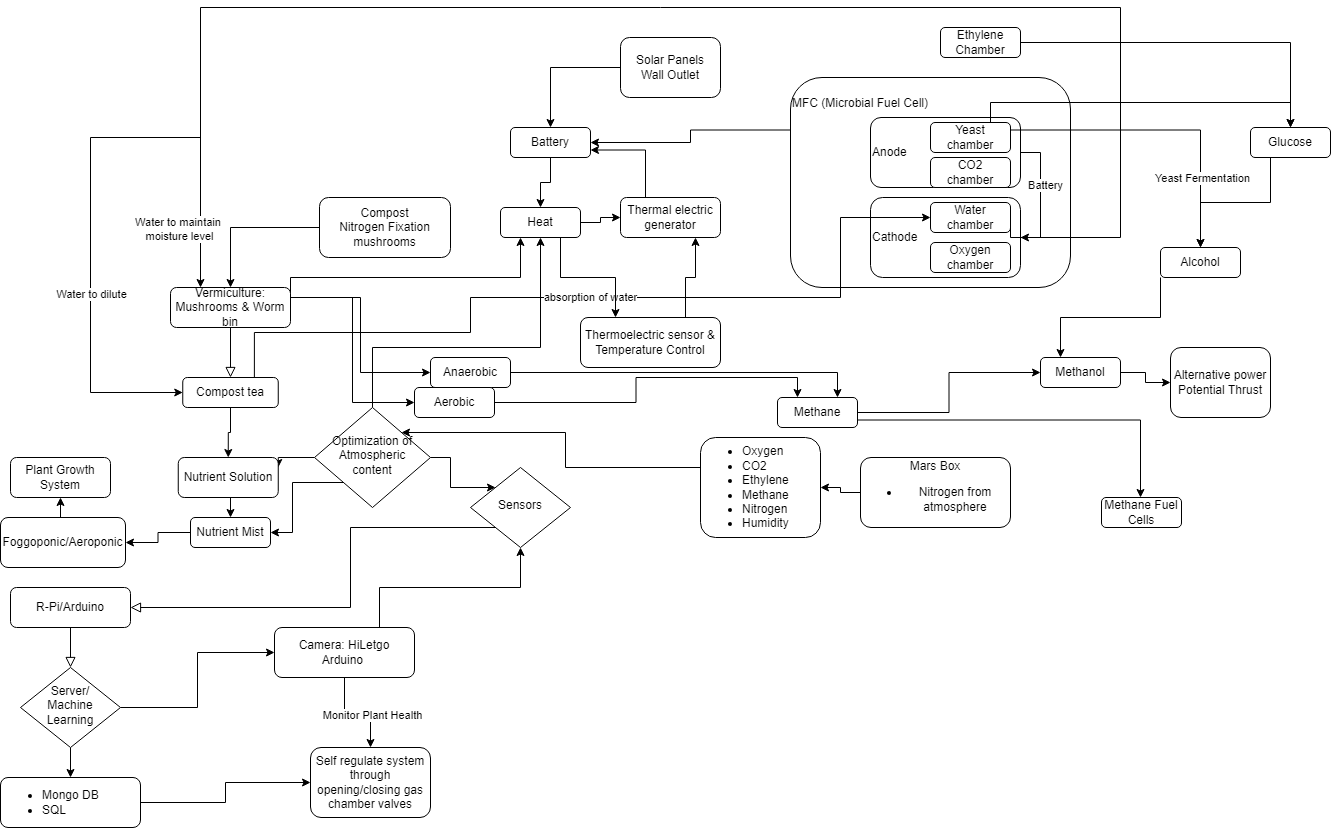 Ethylene
Chamber
Solar Panels
Wall Outlet
MFC (Microbial Fuel Cell)
Battery
Yeast
chamber
Anode
CO2
chamber
Glucose
Battery
Yeast Fermentation
Compost
Nitrogen Fixation
mushrooms
Water to maintain
moisture level
Heat
Thermal electric
generator
Water
chamber
Cathode
Oxygen
chamber
Alcohol
Water to dilute
Vermiculture:
Mushrooms & Worm
bin
absorption of water
Thermoelectric sensor &
Temperature Control
Anaerobic
Aerobic
Methanol
Alternative power
Potential Thrust
Compost tea
Methane
Optimization of
Atmospheric
content
Plant Growth
System
Nutrient Solution
Sensors
• Oxygen
• CO2
• Ethylene
• Methane
• Nitrogen
• Humidity
Mars Box
• Nitrogen from
atmosphere
Methane Fuel
Cells
Foggoponic/Aeroponic
Nutrient Mist
R-Pi/Arduino
Camera: HiLetgo
Arduino
Server/
Machine
Learning
Monitor Plant Health
Self regulate system
through
opening/closing gas
chamber valves
• Mongo DB
• SQL